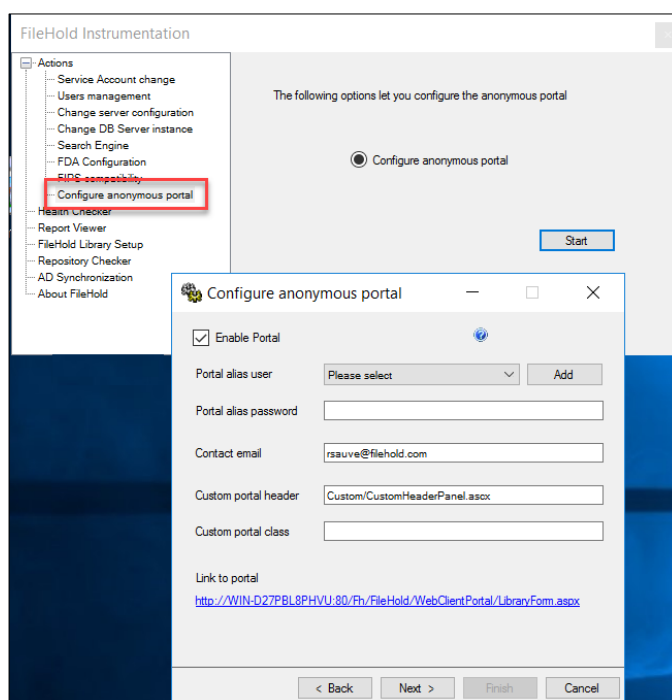 FileHold Instrumentation
Actions
Service Account change
Users management
Change server configuration
Change DB Server instance
Search Engine
FDA Configuration
FIPS compatibility
Configure anonymous portal
Health Checker
Report Viewer
FileHold Library Setup
Repository Checker
AD Synchronization
About FileHold
The following options let you configure the anonymous portal
Configure anonymous portal
Start
Configure anonymous portal
Enable Portal
Portal alias user
Please select
Add
Portal alias password
Contact email
rsauve@filehold.com
Custom portal header
Custom/CustomHeaderPanel.ascx
Custom portal class
Link to portal
http://WIN-D27PBL8PHVU:80/Fh/FileHold/WebClientPortal/LibraryForm.aspx
< Back
Next >
Finish
Cancel